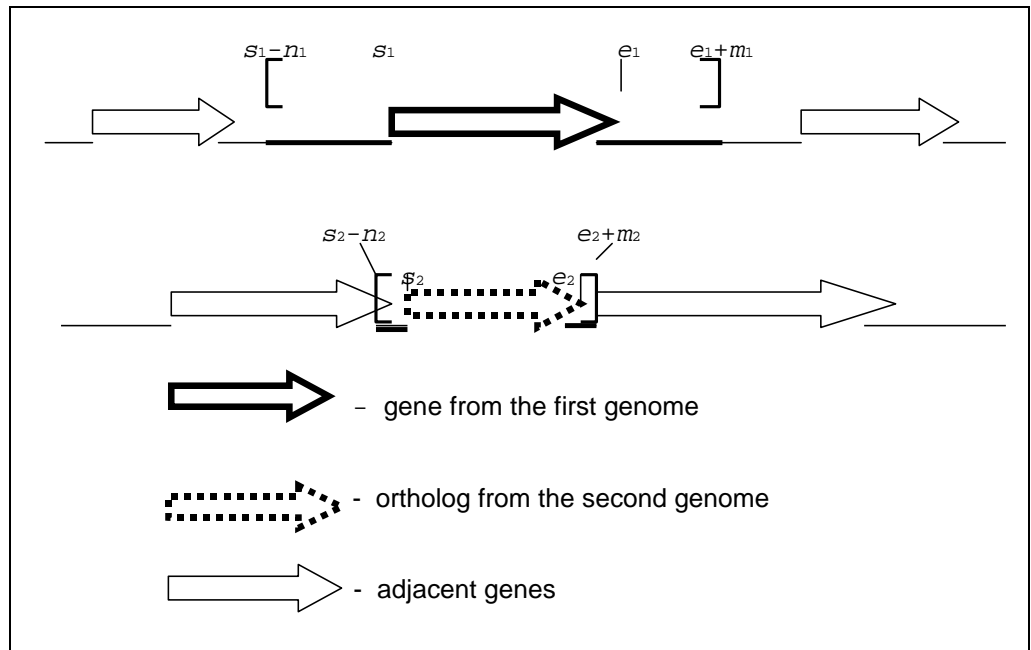 s₁–n₁ s₁ e₁ e₁+m₁
s₂–n₂ e₂+m₂
s₂ e₂
– gene from the first genome
- ortholog from the second genome
- adjacent genes